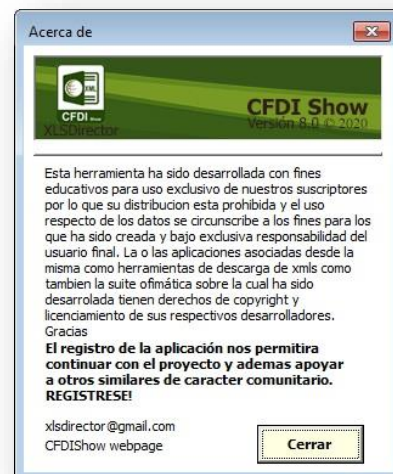 Acerca de
XML
CFDI Show
XLSDirector
CFDI Show
Versión 8.0 © 2020
Esta herramienta ha sido desarrollada con fines
educativos para uso exclusivo de nuestros suscriptores
por lo que su distribucion esta prohibida y el uso
respecto de los datos se circunscribe a los fines para los
que ha sido creada y bajo exclusiva responsabilidad del
usuario final. La o las aplicaciones asociadas desde la
misma como herramientas de descarga de xmls como
tambien la suite ofimática sobre la cual ha sido
desarrolada tienen derechos de copyright y
licenciamiento de sus respectivos desarrolladores.
Gracias
El registro de la aplicación nos permitira
continuar con el proyecto y ademas apoyar
a otros similares de caracter comunitario.
REGISTRESE!
xlsdirector@gmail.com
CFDIShow webpage
Cerrar